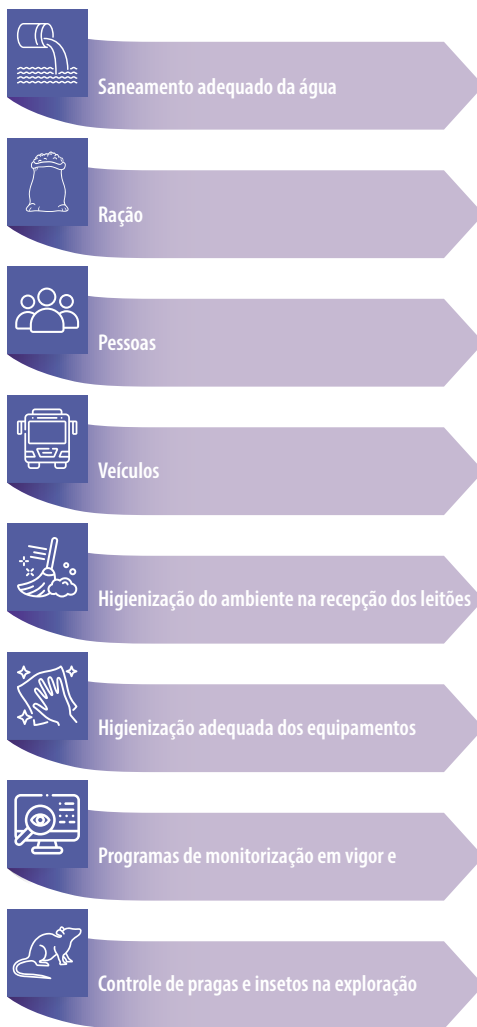 Saneamento adequado da água
Ração
Pessoas
Veículos
Higienização do ambiente na recepção dos leitões
Higienização adequada dos equipamentos
Programas de monitorização em vigor e
Controle de pragas e insetos na exploração